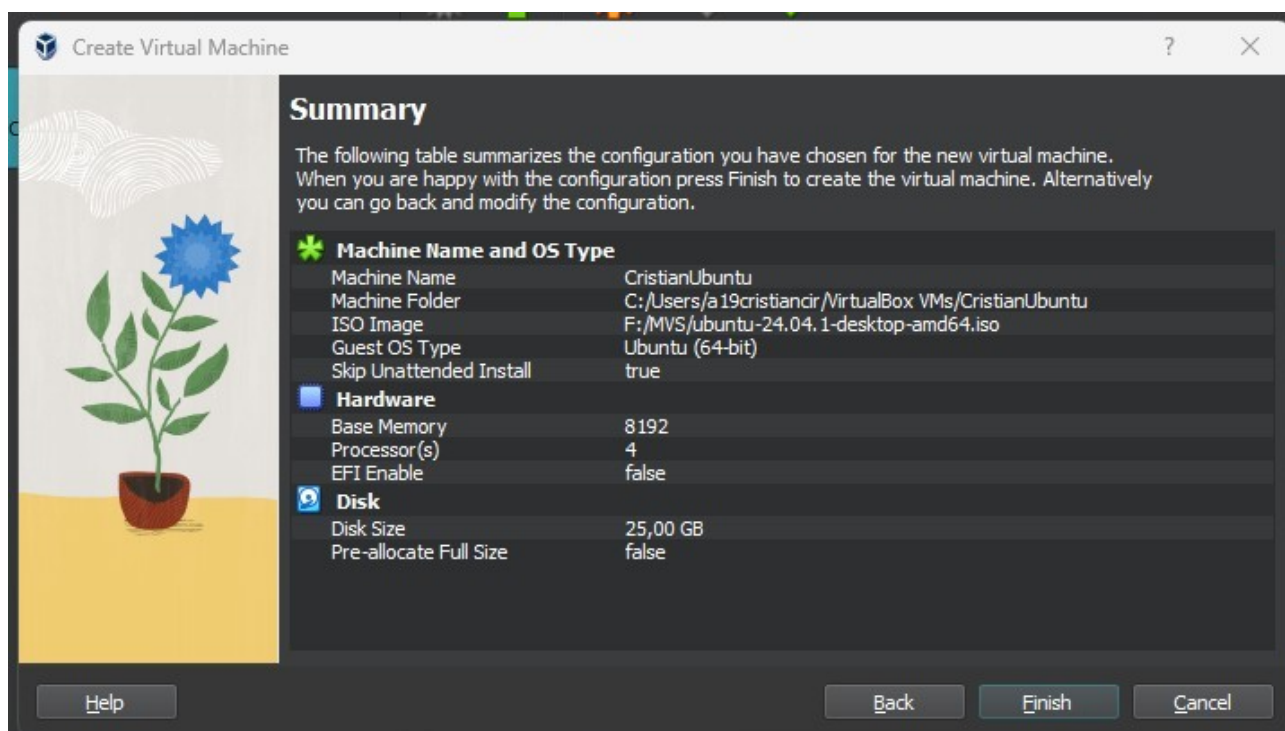 Create Virtual Machine
?
Summary
The following table summarizes the configuration you have chosen for the new virtual machine.
When you are happy with the configuration press Finish to create the virtual machine. Alternatively
you can go back and modify the configuration.
Machine Name and OS Type
Machine Name CristianUbuntu
Machine Folder C:/Users/a19cristiancir/VirtualBox VMs/CristianUbuntu
ISO Image F:/MVS/ubuntu-24.04.1-desktop-amd64.iso
Guest OS Type Ubuntu (64-bit)
Skip Unattended Install true
Hardware
Base Memory 8192
Processor(s) 4
EFI Enable false
Disk
Disk Size 25,00 GB
Pre-allocate Full Size false
Help Back Finish Cancel